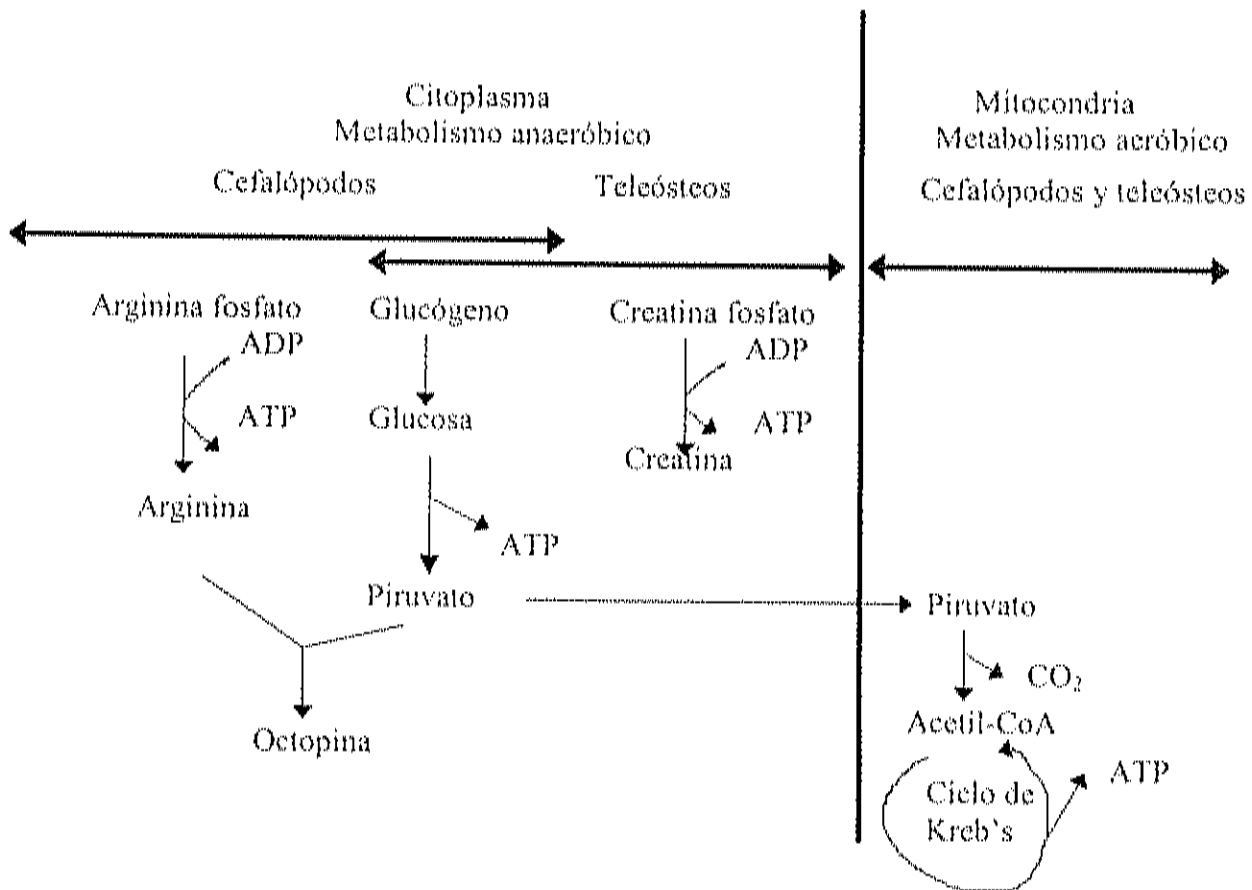 Citoplasma
Metabolismo anaeróbico
Mitocondria
Metabolismo aeróbico
Cefalópodos
Teleósteos
Cefalópodos y teleósteos
Arginina fosfato
Glucógeno
Creatina fosfato
ADP
ADP
ATP
Glucosa
ATP
Creatina
Arginina
ATP
Piruvato
Piruvato
CO₂
Octopina
Acetil-CoA
ATP
Ciclo de
Kreb's